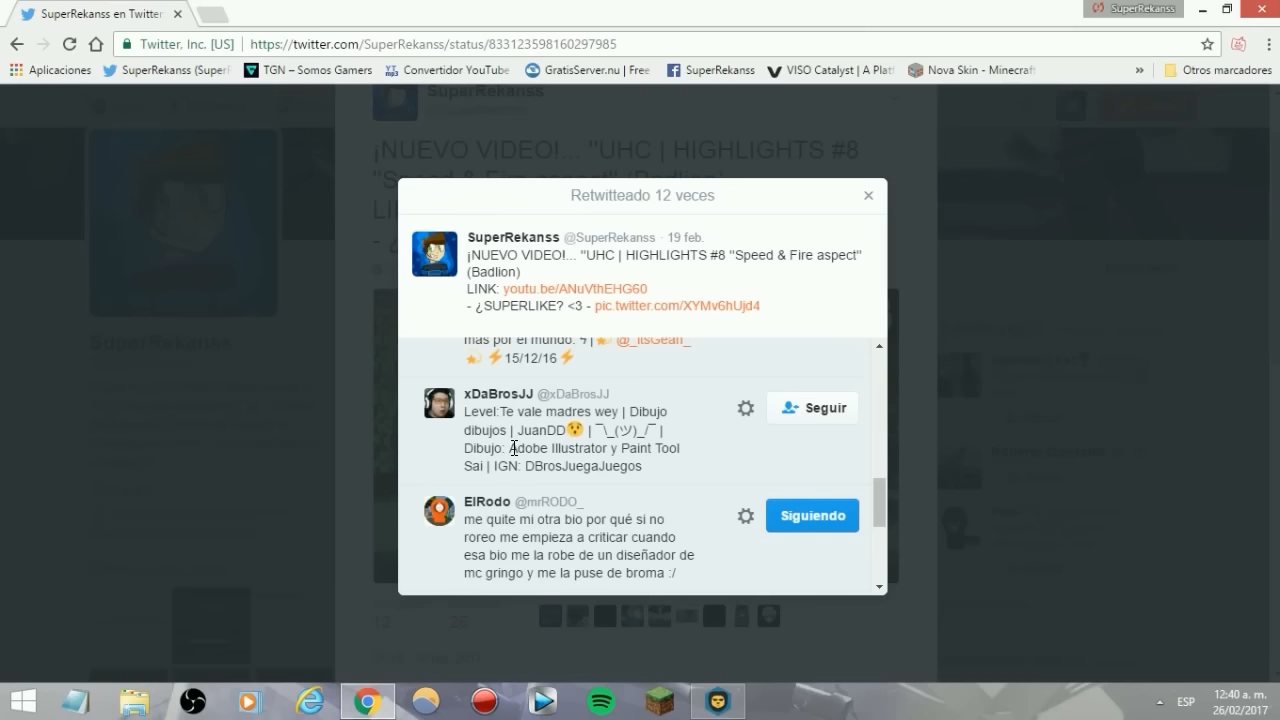 SuperRekanss en Twitter
SuperRekanss
Twitter, Inc. [US]
https://twitter.com/SuperRekanss/status/833123598160297985
Aplicaciones
SuperRekanss (Super
TGN – Somos Gamers
Convertidor YouTube
GratisServer.nu | Free
SuperRekanss
VISO Catalyst | A Plat
Nova Skin - Minecraft
»
Otros marcadores
SuperRekanss
¡NUEVO VIDEO!... "UHC | HIGHLIGHTS #8
Retwitteado 12 veces
SuperRekanss @SuperRekanss · 19 feb.
¡NUEVO VIDEO!... "UHC | HIGHLIGHTS #8 "Speed & Fire aspect"
(Badlion)
LINK: youtu.be/ANuVthEHG60
- ¿SUPERLIKE? <3 - pic.twitter.com/XYMv6hUjd4
mas por el mundo. ϟ |💫 @_ItsGean_
💫 ⚡15/12/16⚡
xDaBrosJJ @xDaBrosJJ
Level:Te vale madres wey | Dibujo
dibujos | JuanDD😯 | ¯\_(ツ)_/¯ |
Dibujo: Adobe Illustrator y Paint Tool
Sai | IGN: DBrosJuegaJuegos
Seguir
ElRodo @mrRODO_
me quite mi otra bio por qué si no
roreo me empieza a criticar cuando
esa bio me la robe de un diseñador de
mc gringo y me la puse de broma :/
Siguiendo
SuperRekanss
12
28
ESP
12:40 a. m.
26/02/2017